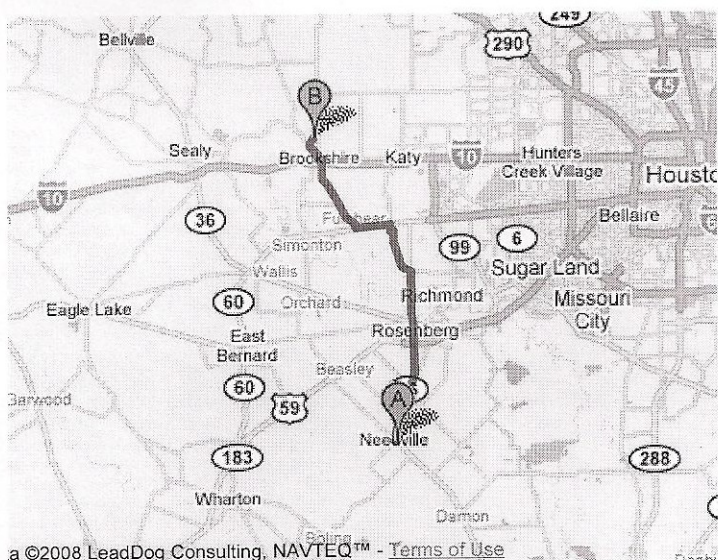 249
Bellville
290
B
45
Sealy
Brookshire
Katy
10
Hunters
Creek Village
Houst
10
36
Fulshear
Bellaire
Simonton
99
6
Wallis
Sugar Land
60
Orchard
Richmond
Missouri
City
Eagle Lake
Rosenberg
East
Bernard
Beasley
60
59
A
Garwood
Needville
183
288
Wharton
Damon
Boling
a ©2008 LeadDog Consulting, NAVTEQ™ - Terms of Use